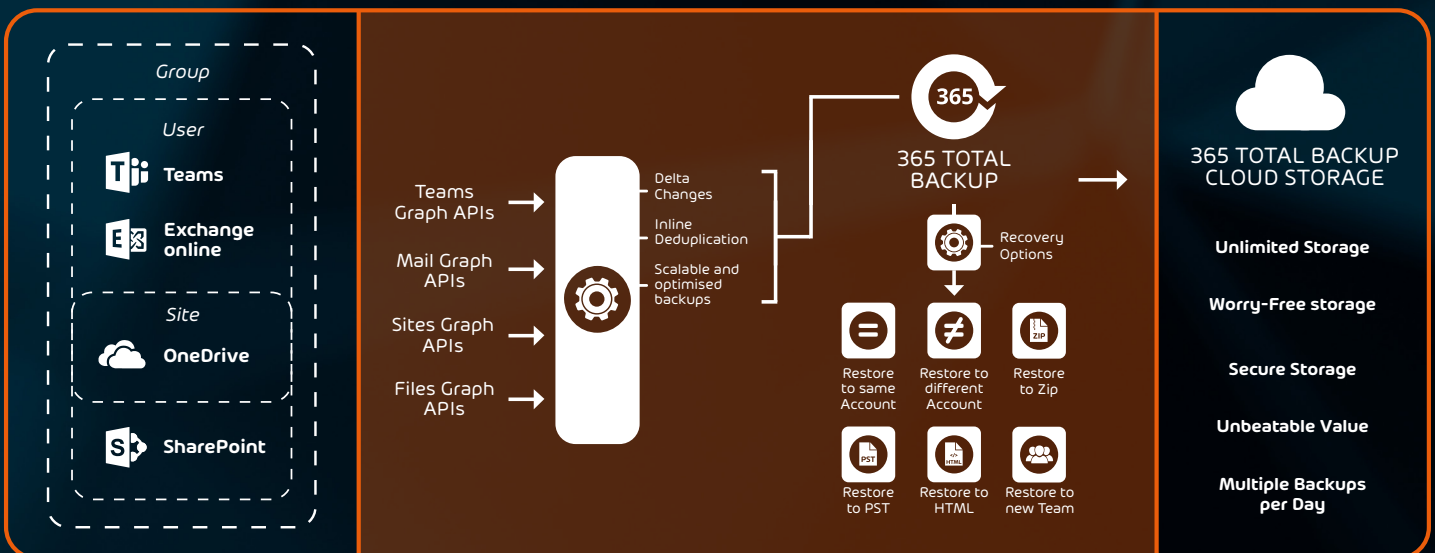 Group
User
T
Teams
E
Exchange
online
Site
OneDrive
S
SharePoint
Teams
Graph APIs
Mail Graph
APIs
Sites Graph
APIs
Files Graph
APIs
Delta
Changes
Inline
Deduplication
Scalable and
optimised
backups
365
365 TOTAL
BACKUP
Recovery
Options
Restore
to same
Account
Restore to
different
Account
ZIP
Restore
to Zip
PST
Restore
to PST
</>
HTML
Restore to
HTML
Restore to
new Team
365 TOTAL BACKUP
CLOUD STORAGE
Unlimited Storage
Worry-Free storage
Secure Storage
Unbeatable Value
Multiple Backups
per Day